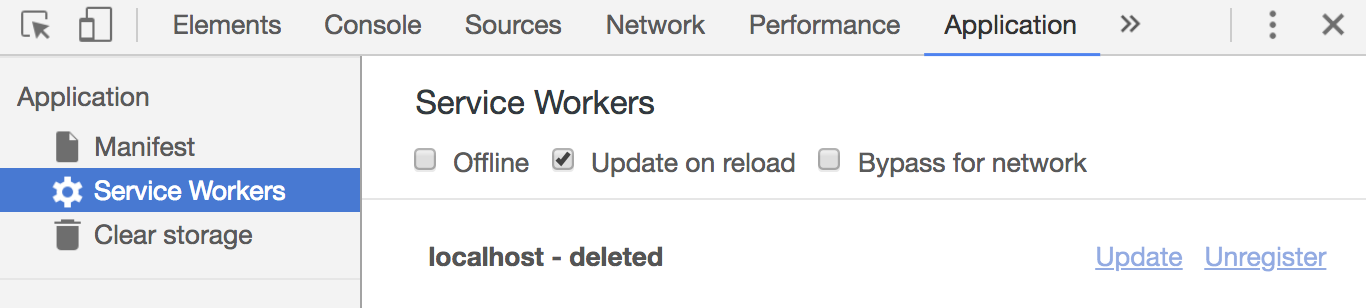 Elements Console Sources Network Performance Application »
Application
Manifest
Service Workers
Clear storage
Service Workers
Offline Update on reload Bypass for network
localhost - deleted Update Unregister